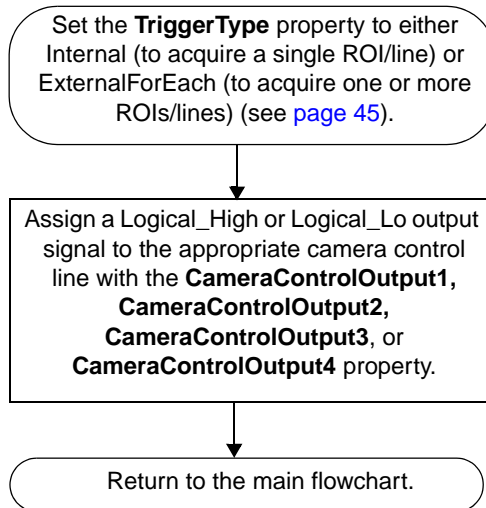 Set the TriggerType property to either
Internal (to acquire a single ROI/line) or
ExternalForEach (to acquire one or more
ROIs/lines) (see page 45).
Assign a Logical_High or Logical_Lo output
signal to the appropriate camera control
line with the CameraControlOutput1,
CameraControlOutput2,
CameraControlOutput3, or
CameraControlOutput4 property.
Return to the main flowchart.